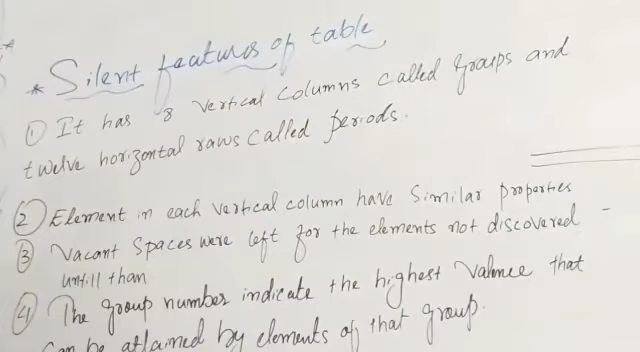 * Silent features of table
① It has 8 vertical columns called groups and
twelve horizontal raws called periods.
② Element in each vertical column have similar properties
③ Vacant spaces were left for the elements not discovered -
untill than
④ The group number indicate the highest valence that
can be attained by elements of that group.